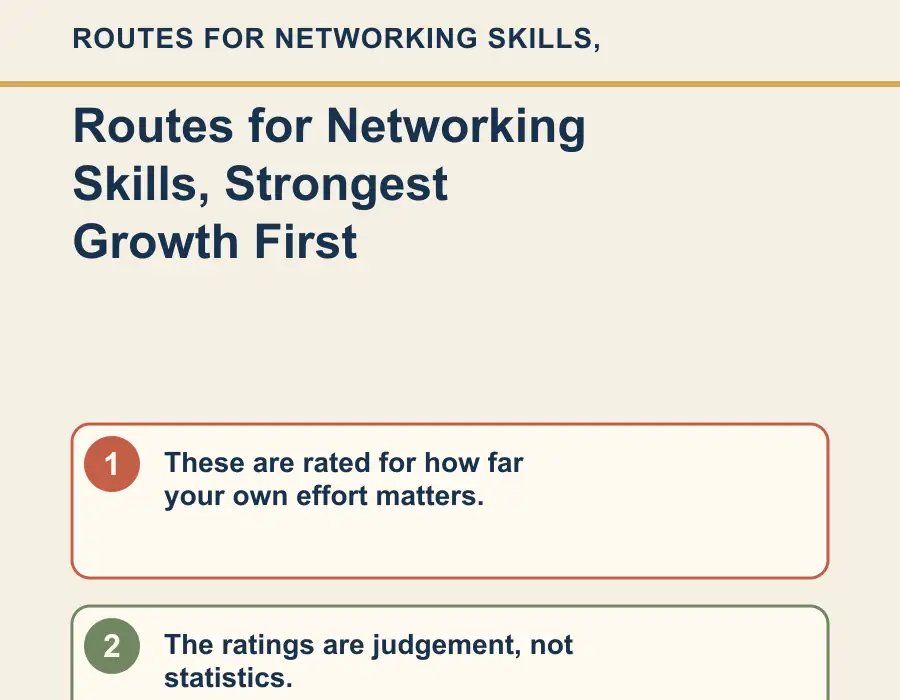 ROUTES FOR NETWORKING SKILLS,
Routes for Networking
Skills, Strongest
Growth First
1
These are rated for how far
your own effort matters.
2
The ratings are judgement, not
statistics.